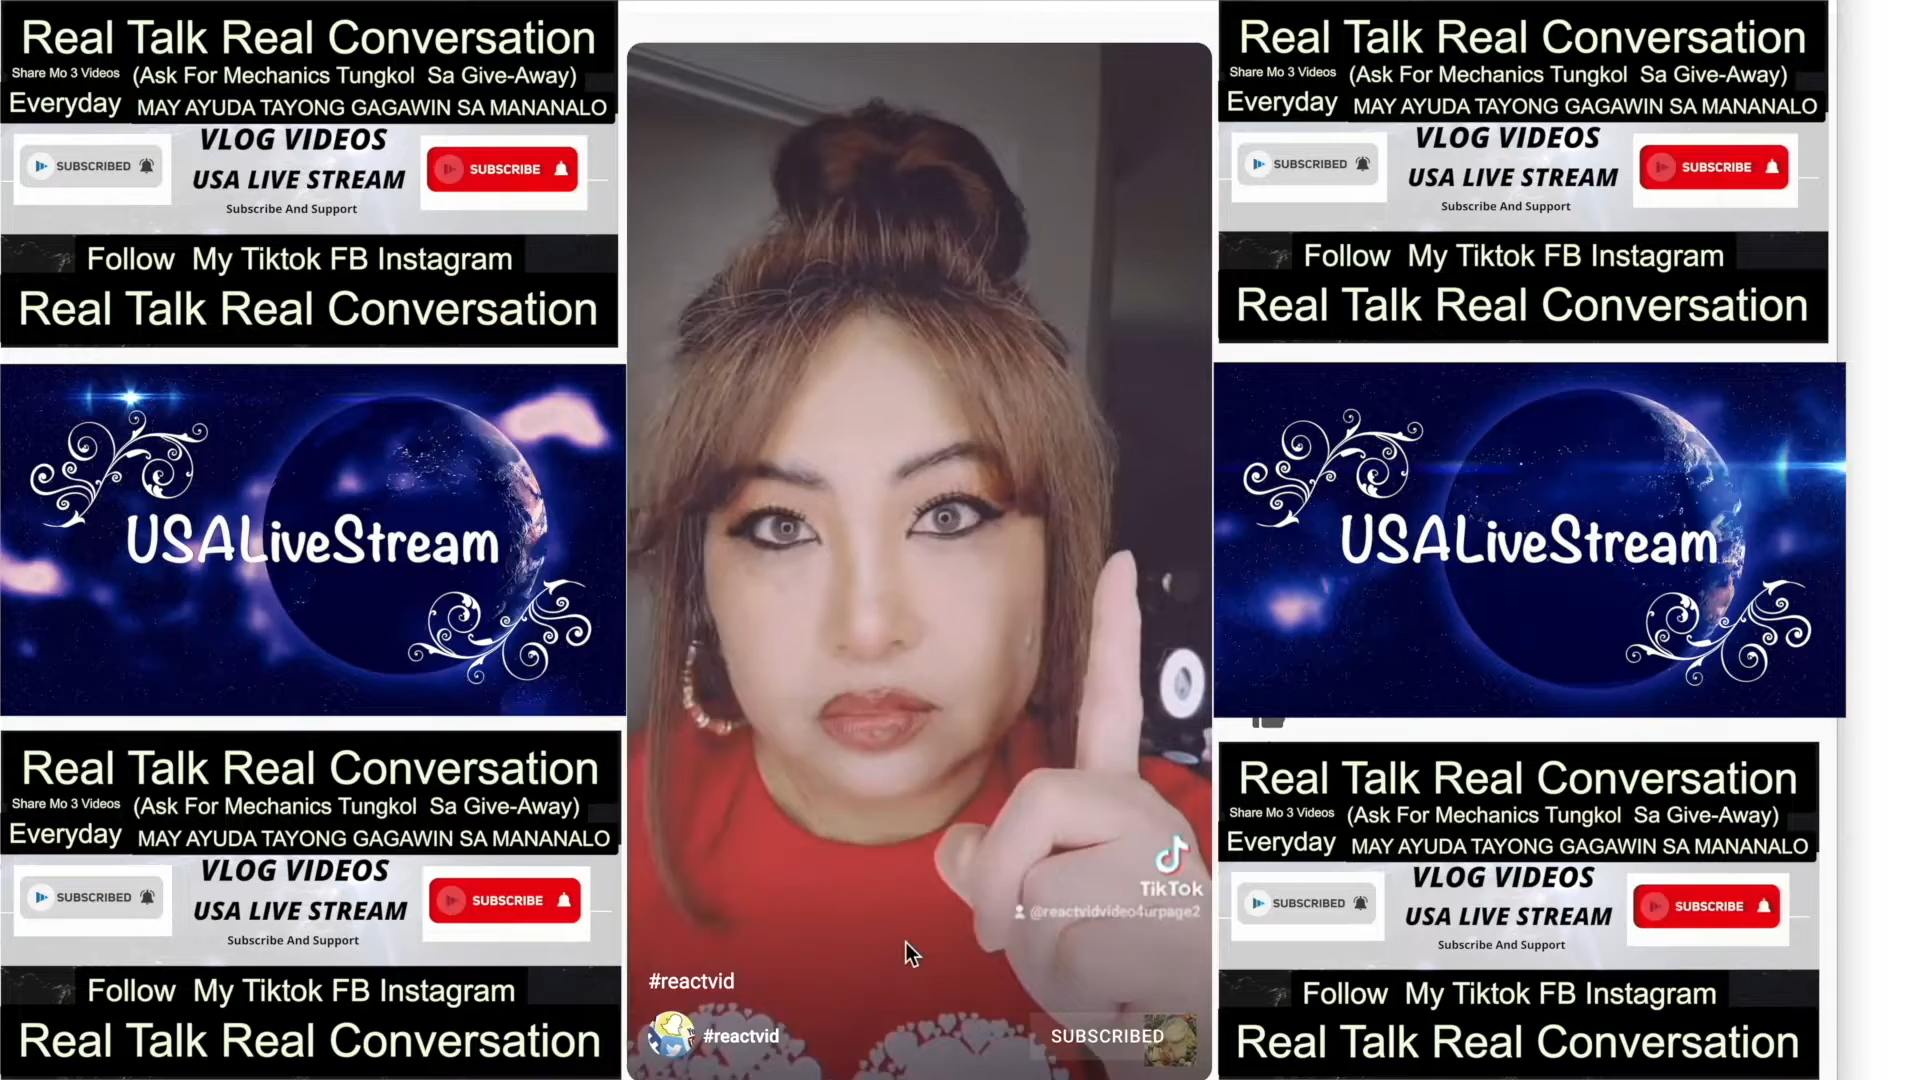 Real Talk Real Conversation
Share Mo 3 Videos (Ask For Mechanics Tungkol Sa Give-Away)
Everyday MAY AYUDA TAYONG GAGAWIN SA MANANALO
VLOG VIDEOS
SUBSCRIBED
USA LIVE STREAM
SUBSCRIBE
Subscribe And Support
Follow My Tiktok FB Instagram
Real Talk Real Conversation
USALiveStream
Real Talk Real Conversation
Share Mo 3 Videos (Ask For Mechanics Tungkol Sa Give-Away)
Everyday MAY AYUDA TAYONG GAGAWIN SA MANANALO
VLOG VIDEOS
SUBSCRIBED
USA LIVE STREAM
SUBSCRIBE
Subscribe And Support
Follow My Tiktok FB Instagram
Real Talk Real Conversation
TikTok
@reactvidvideo4urpage2
#reactvid
#reactvid
SUBSCRIBED
Real Talk Real Conversation
Share Mo 3 Videos (Ask For Mechanics Tungkol Sa Give-Away)
Everyday MAY AYUDA TAYONG GAGAWIN SA MANANALO
VLOG VIDEOS
SUBSCRIBED
USA LIVE STREAM
SUBSCRIBE
Subscribe And Support
Follow My Tiktok FB Instagram
Real Talk Real Conversation
USALiveStream
Real Talk Real Conversation
Share Mo 3 Videos (Ask For Mechanics Tungkol Sa Give-Away)
Everyday MAY AYUDA TAYONG GAGAWIN SA MANANALO
VLOG VIDEOS
SUBSCRIBED
USA LIVE STREAM
SUBSCRIBE
Subscribe And Support
Follow My Tiktok FB Instagram
Real Talk Real Conversation